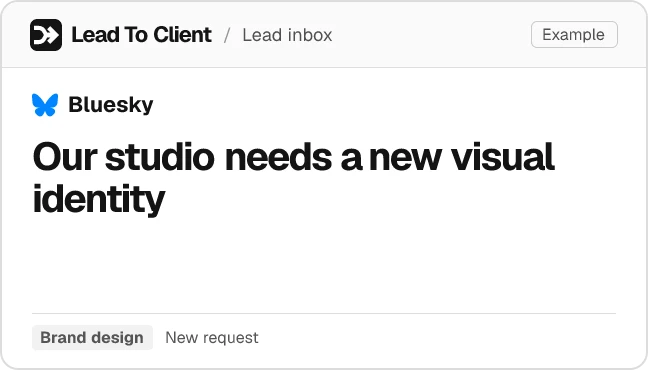 Lead To Client / Lead inbox
Example
Bluesky
Our studio needs a new visual
identity
Brand design New request